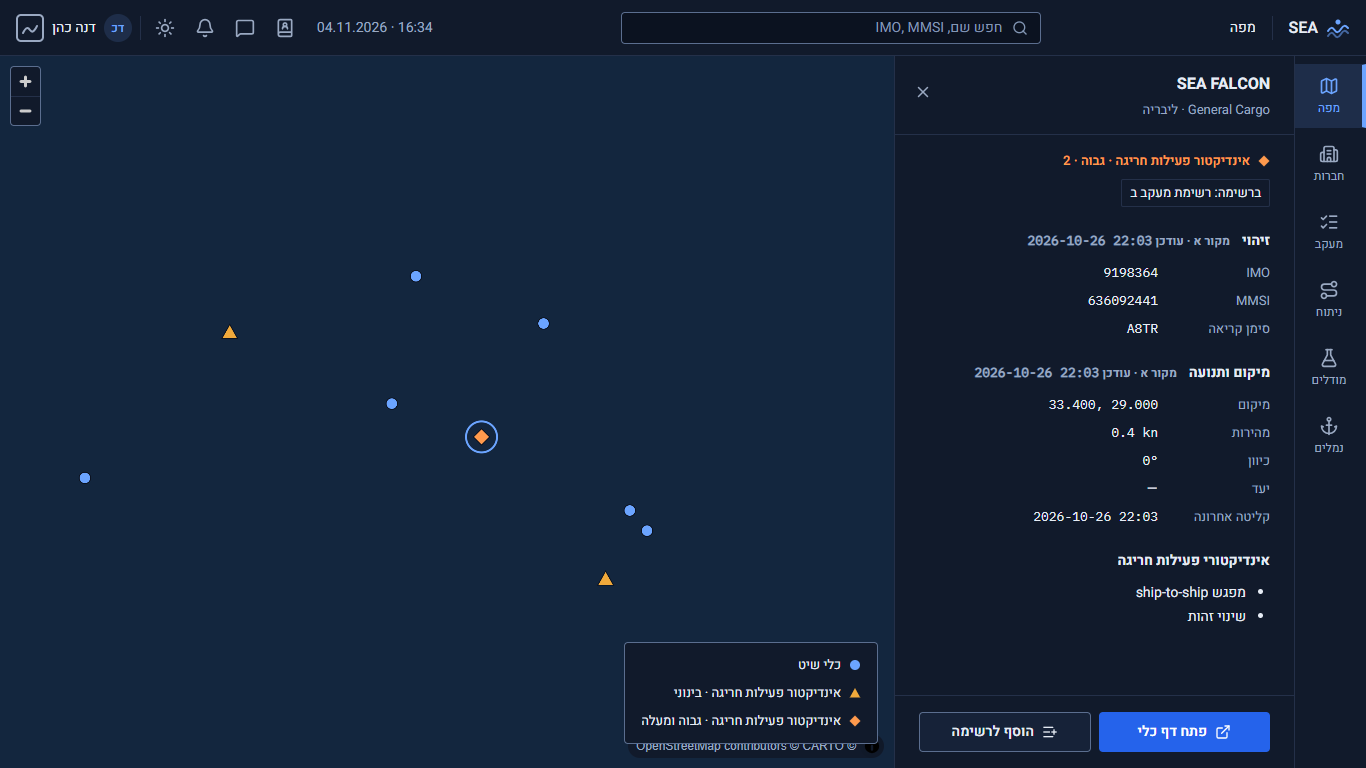 SEA
מפה
חפש שם, IMO, MMSI
04.11.2026 · 16:34
דכ
דנה כהן
מפה
חברות
מעקב
ניתוח
מודלים
נמלים
SEA FALCON
General Cargo · ליבריה
אינדיקטור פעילות חריגה · גבוה · 2
ברשימה: רשימת מעקב ב
זיהוי מקור א · עודכן 2026-10-26 22:03
IMO 9198364
MMSI 636092441
סימן קריאה A8TR
מיקום ותנועה מקור א · עודכן 2026-10-26 22:03
מיקום 33.400, 29.000
מהירות 0.4 kn
כיוון 0°
יעד —
קליטה אחרונה 2026-10-26 22:03
אינדיקטורי פעילות חריגה
• מפגש ship-to-ship
• שינוי זהות
פתח דף כלי
הוסף לרשימה
+
−
כלי שיט
אינדיקטור פעילות חריגה · בינוני
אינדיקטור פעילות חריגה · גבוה ומעלה
© OpenStreetMap contributors © CARTO